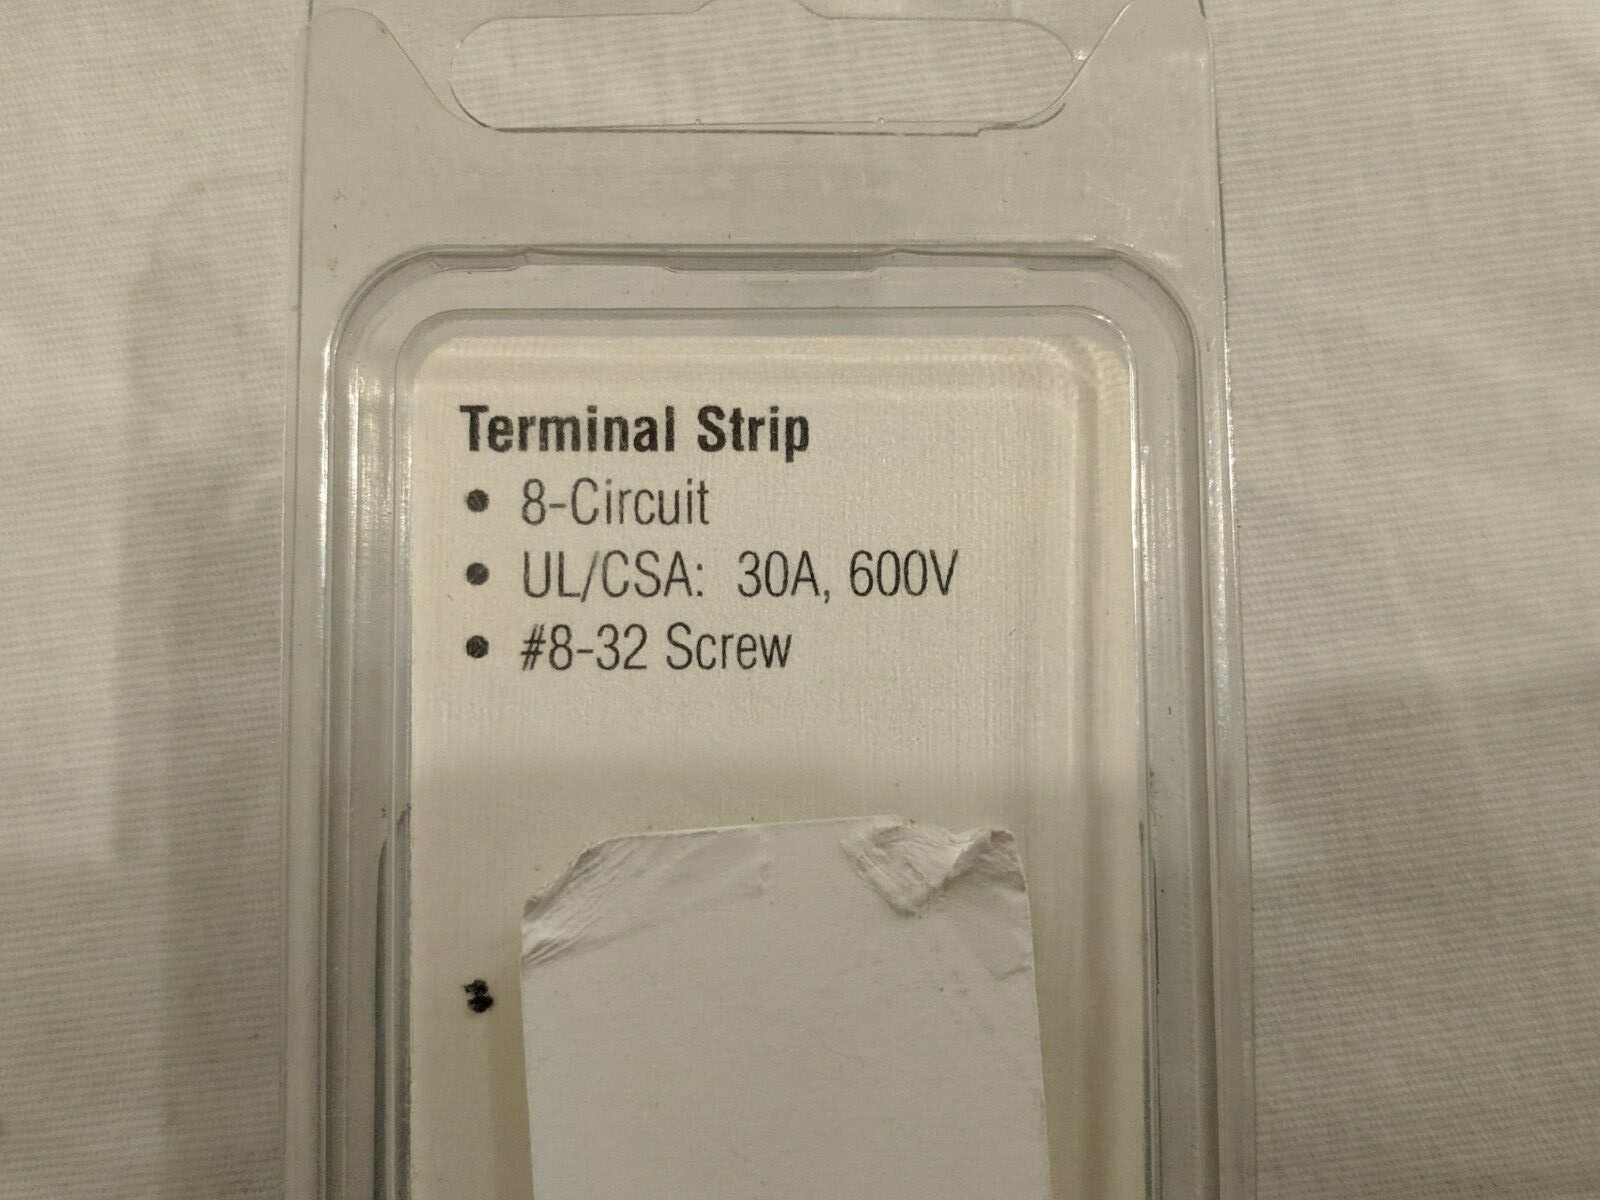 Terminal Strip
• 8-Circuit
• UL/CSA: 30A, 600V
• #8-32 Screw